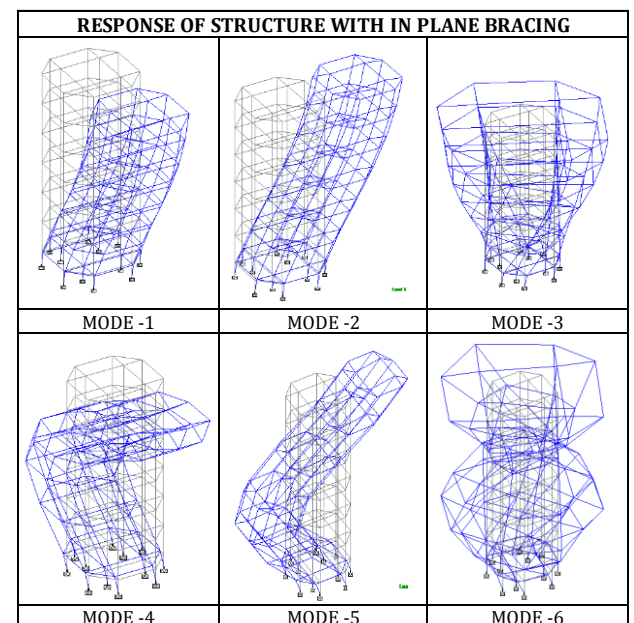 RESPONSE OF STRUCTURE WITH IN PLANE BRACING
MODE -1
MODE -2
MODE -3
MODE -4
MODE -5
MODE -6